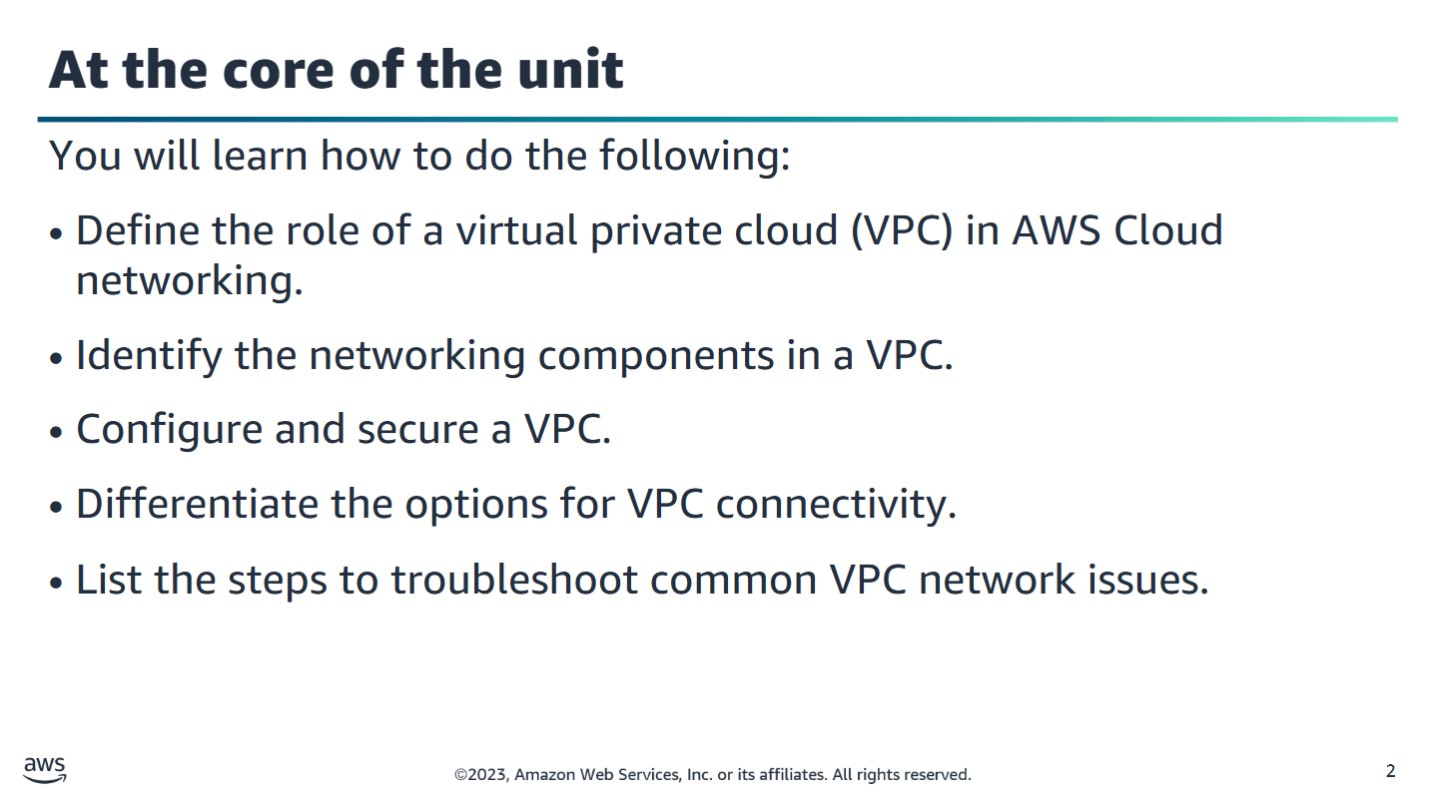 At the core of the unit
You will learn how to do the following:
• Define the role of a virtual private cloud (VPC) in AWS Cloud
networking.
• Identify the networking components in a VPC.
• Configure and secure a VPC.
• Differentiate the options for VPC connectivity.
• List the steps to troubleshoot common VPC network issues.
aws
©2023, Amazon Web Services, Inc. or its affiliates. All rights reserved.
2